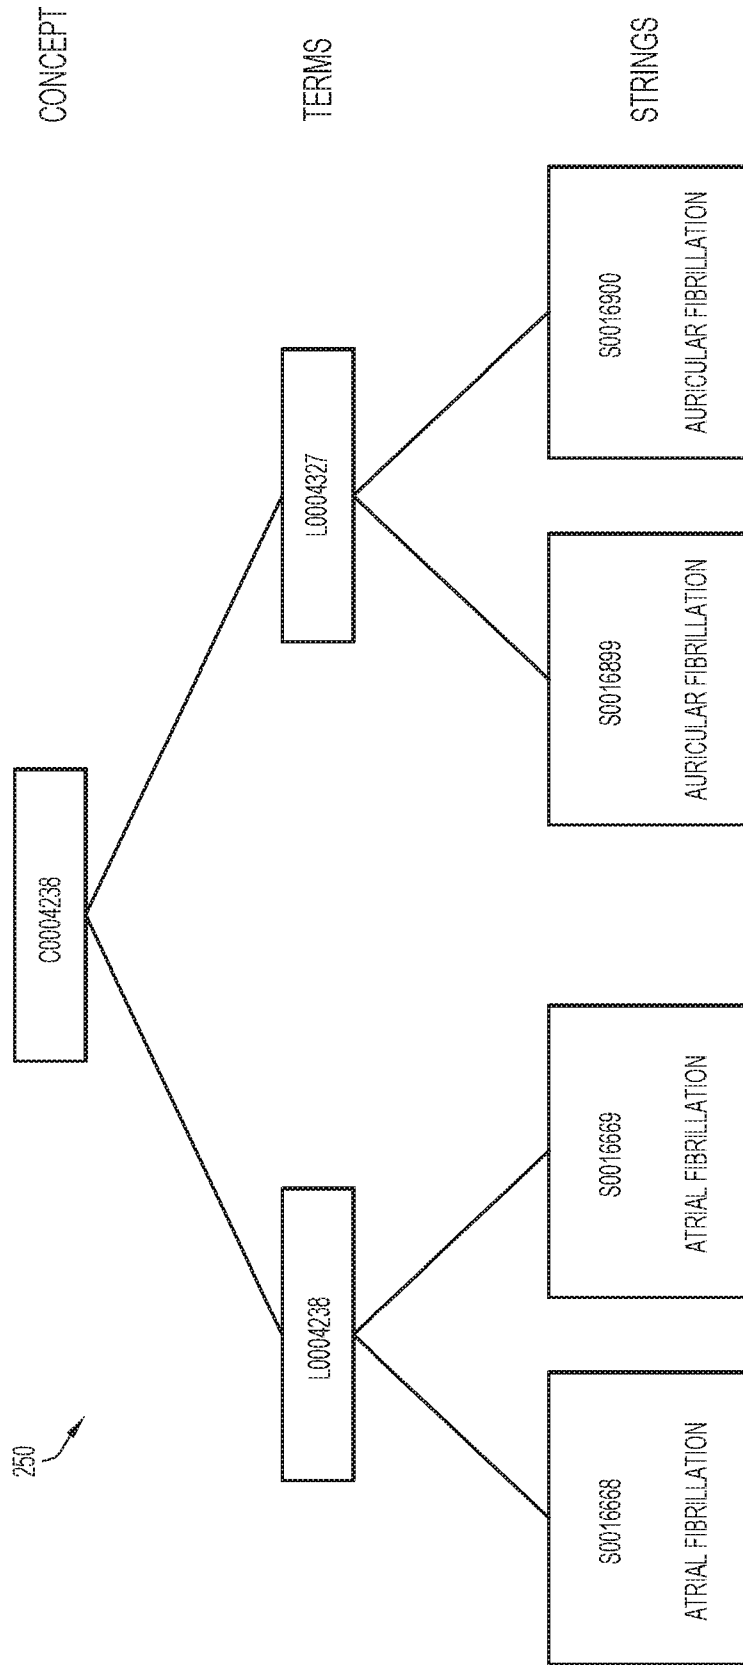 250
C0004238
CONCEPT
L0004238
L0004327
TERMS
S0016668
ATRIAL FIBRILLATION
S0016669
ATRIAL FIBRILLATION
S0016899
AURICULAR FIBRILLATION
S0016900
AURICULAR FIBRILLATION
STRINGS